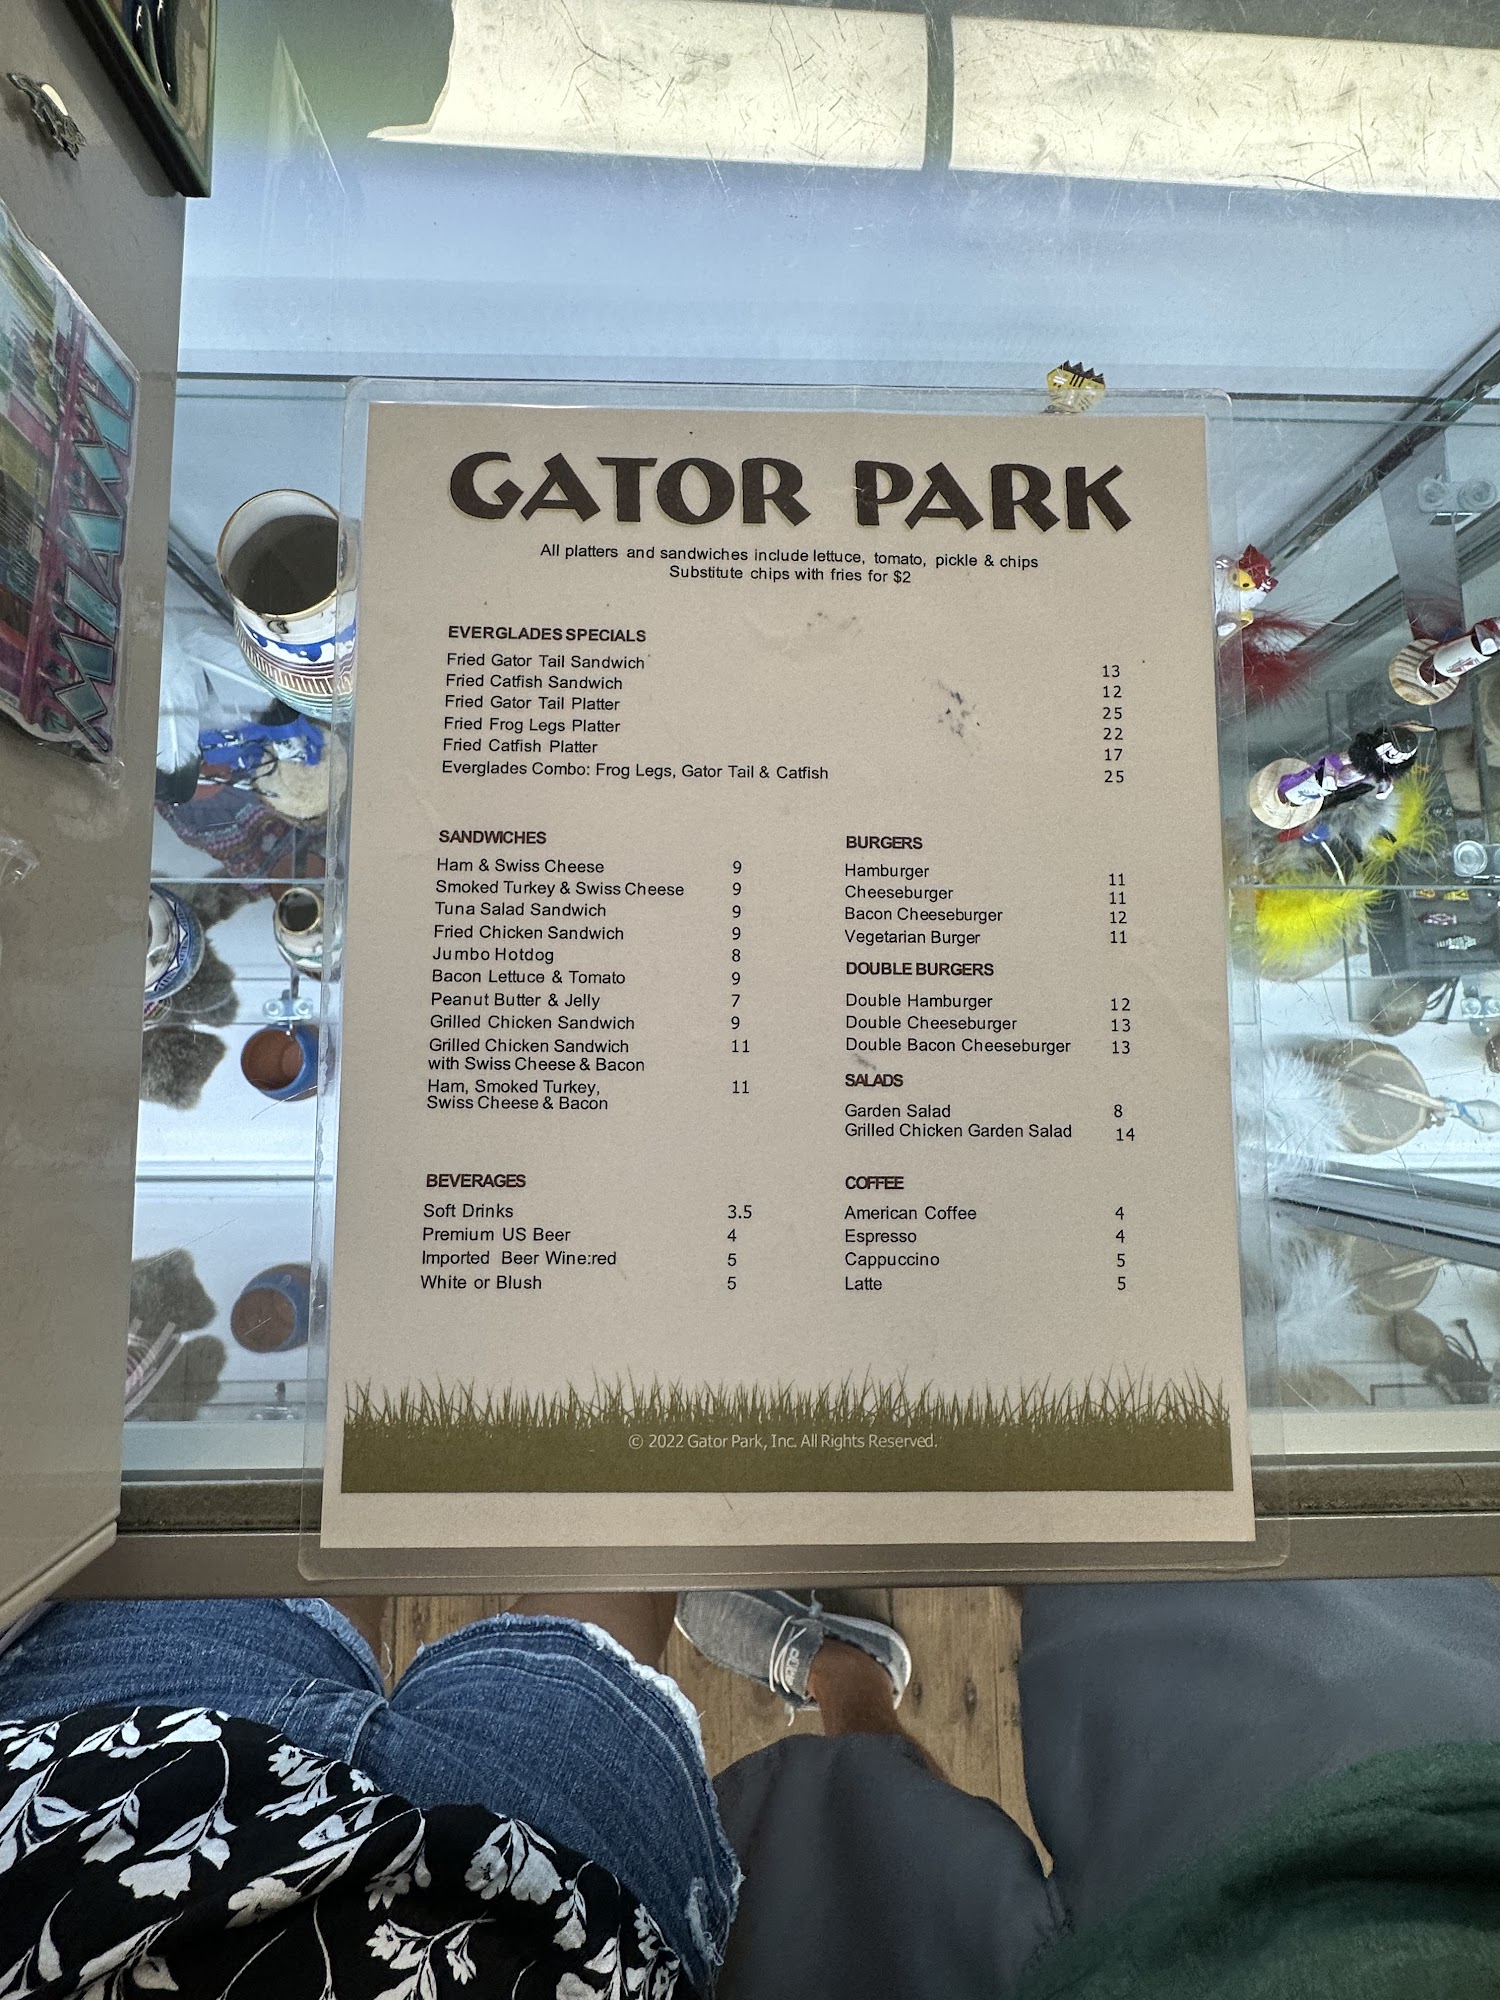 GATOR PARK
All platters and sandwiches include lettuce, tomato, pickle & chips
Substitute chips with fries for $2
EVERGLADES SPECIALS
Fried Gator Tail Sandwich 13
Fried Catfish Sandwich 12
Fried Gator Tail Platter 25
Fried Frog Legs Platter 22
Fried Catfish Platter 17
Everglades Combo: Frog Legs, Gator Tail & Catfish 25
SANDWICHES
Ham & Swiss Cheese 9
Smoked Turkey & Swiss Cheese 9
Tuna Salad Sandwich 9
Fried Chicken Sandwich 9
Jumbo Hotdog 8
Bacon Lettuce & Tomato 9
Peanut Butter & Jelly 7
Grilled Chicken Sandwich 9
Grilled Chicken Sandwich 11
with Swiss Cheese & Bacon
Ham, Smoked Turkey, 11
Swiss Cheese & Bacon
BURGERS
Hamburger 11
Cheeseburger 11
Bacon Cheeseburger 12
Vegetarian Burger 11
DOUBLE BURGERS
Double Hamburger 12
Double Cheeseburger 13
Double Bacon Cheeseburger 13
SALADS
Garden Salad 8
Grilled Chicken Garden Salad 14
BEVERAGES
Soft Drinks 3.5
Premium US Beer 4
Imported Beer Wine:red 5
White or Blush 5
COFFEE
American Coffee 4
Espresso 4
Cappuccino 5
Latte 5
© 2022 Gator Park, Inc. All Rights Reserved.
MIAMI